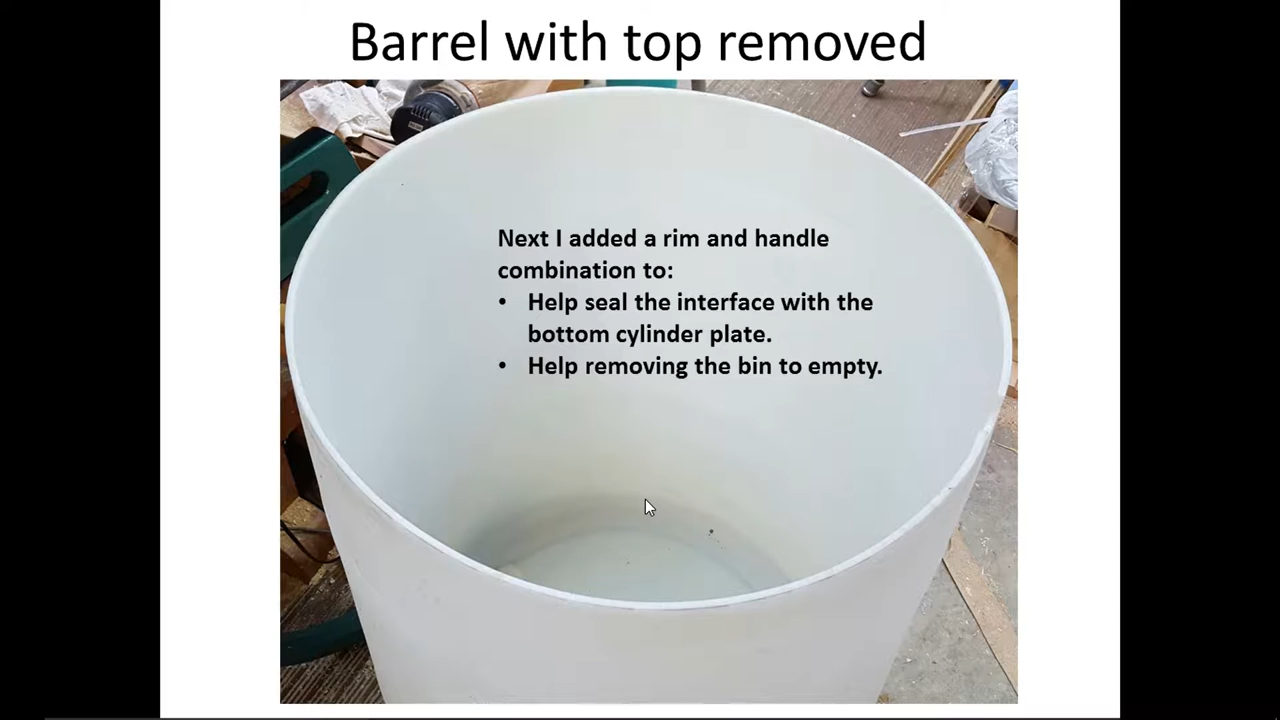 Barrel with top removed
Next I added a rim and handle
combination to:
• Help seal the interface with the
bottom cylinder plate.
• Help removing the bin to empty.